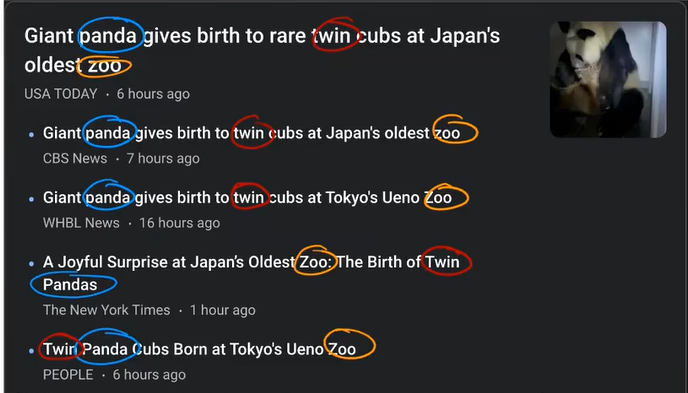 Giant panda gives birth to rare twin cubs at Japan's
oldest zoo
USA TODAY · 6 hours ago
Giant panda gives birth to twin cubs at Japan's oldest zoo
CBS News · 7 hours ago
Giant panda gives birth to twin cubs at Tokyo's Ueno Zoo
WHBL News · 16 hours ago
A Joyful Surprise at Japan’s Oldest Zoo: The Birth of Twin
Pandas
The New York Times · 1 hour ago
Twin Panda Cubs Born at Tokyo's Ueno Zoo
PEOPLE · 6 hours ago